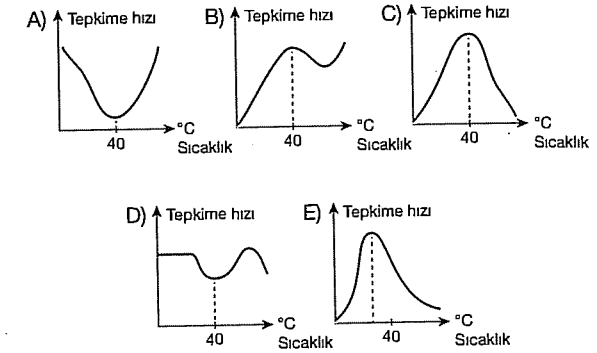 A) Tepkime hızı
°C
40
Sıcaklık
B) Tepkime hızı
°C
40
Sıcaklık
C) Tepkime hızı
°C
40
Sıcaklık
D) Tepkime hızı
°C
40
Sıcaklık
E) Tepkime hızı
°C
40
Sıcaklık